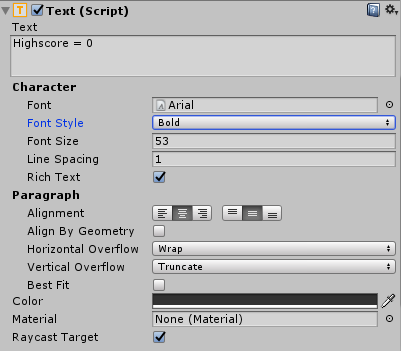 Text (Script)
Text
Highscore = 0
Character
Font Arial
Font Style Bold
Font Size 53
Line Spacing 1
Rich Text
Paragraph
Alignment
Align By Geometry
Horizontal Overflow Wrap
Vertical Overflow Truncate
Best Fit
Color
Material None (Material)
Raycast Target